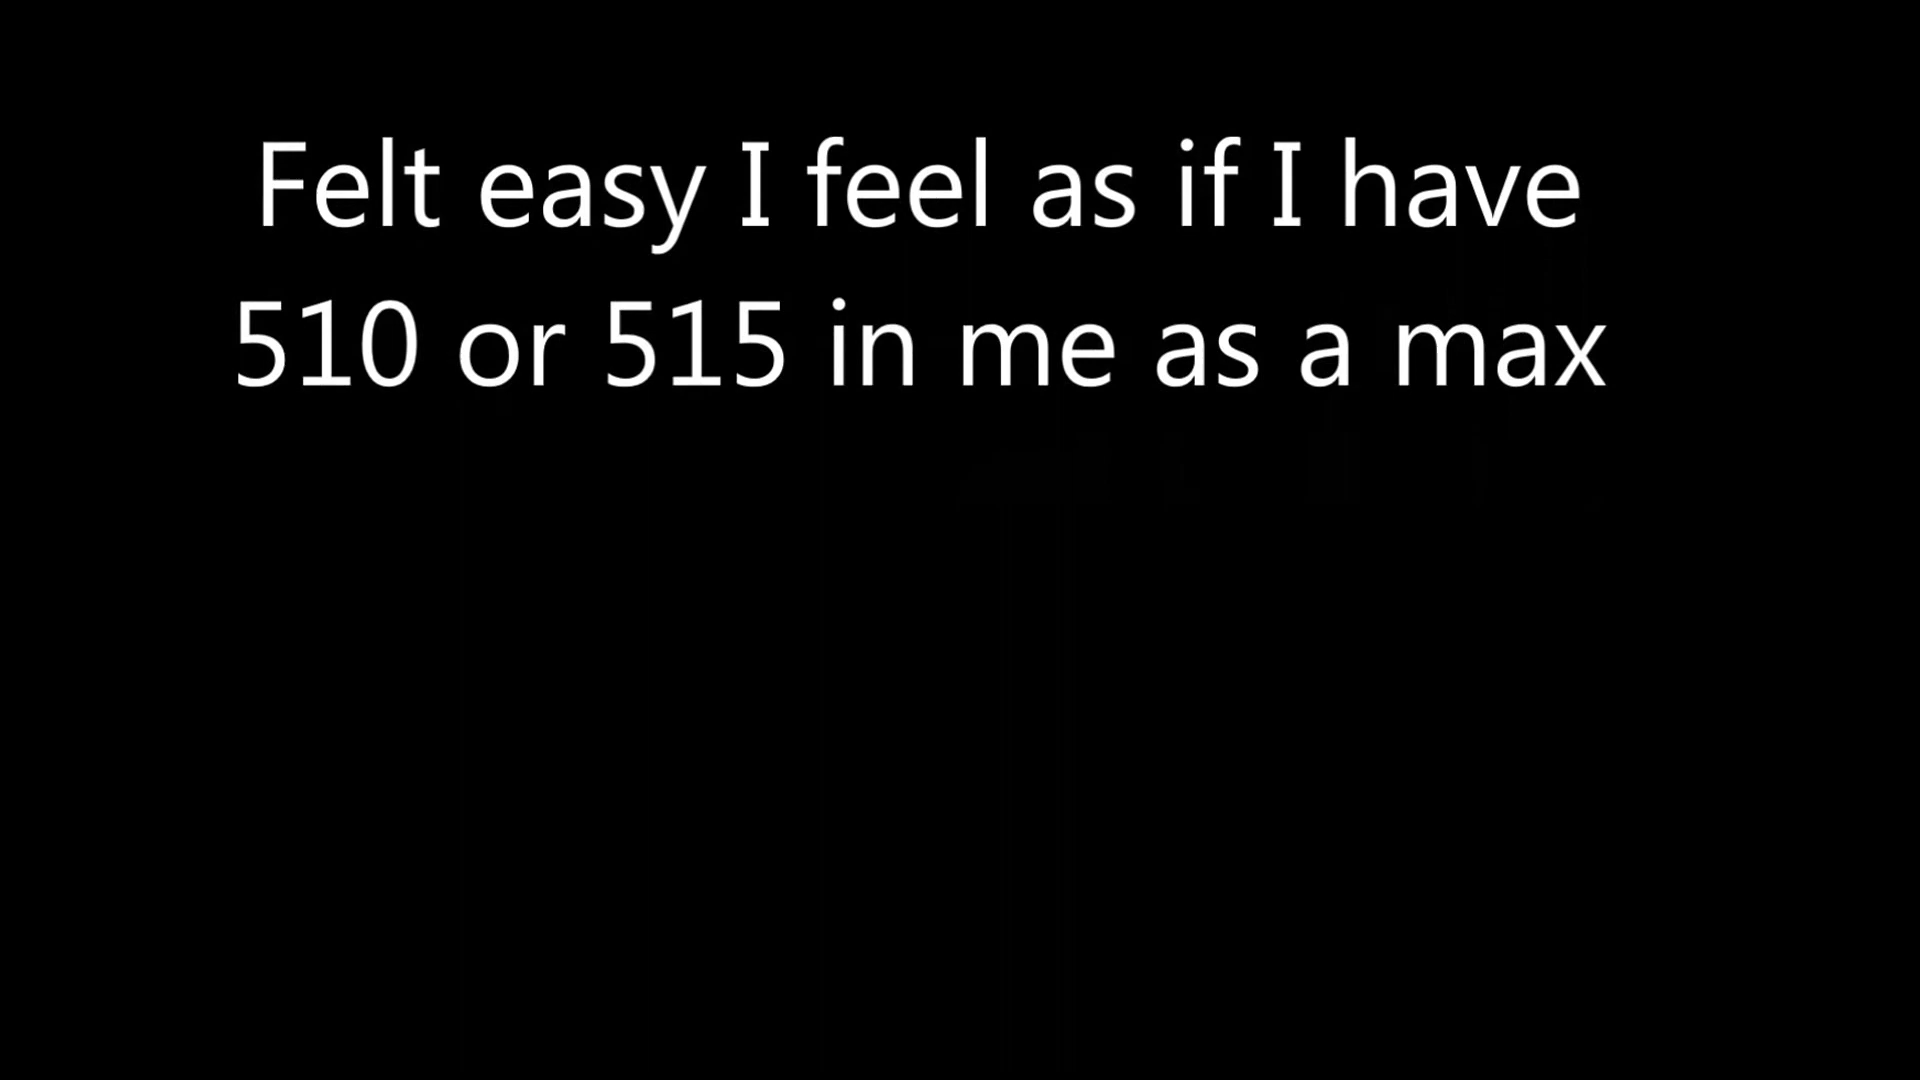 Felt easy I feel as if I have
510 or 515 in me as a max